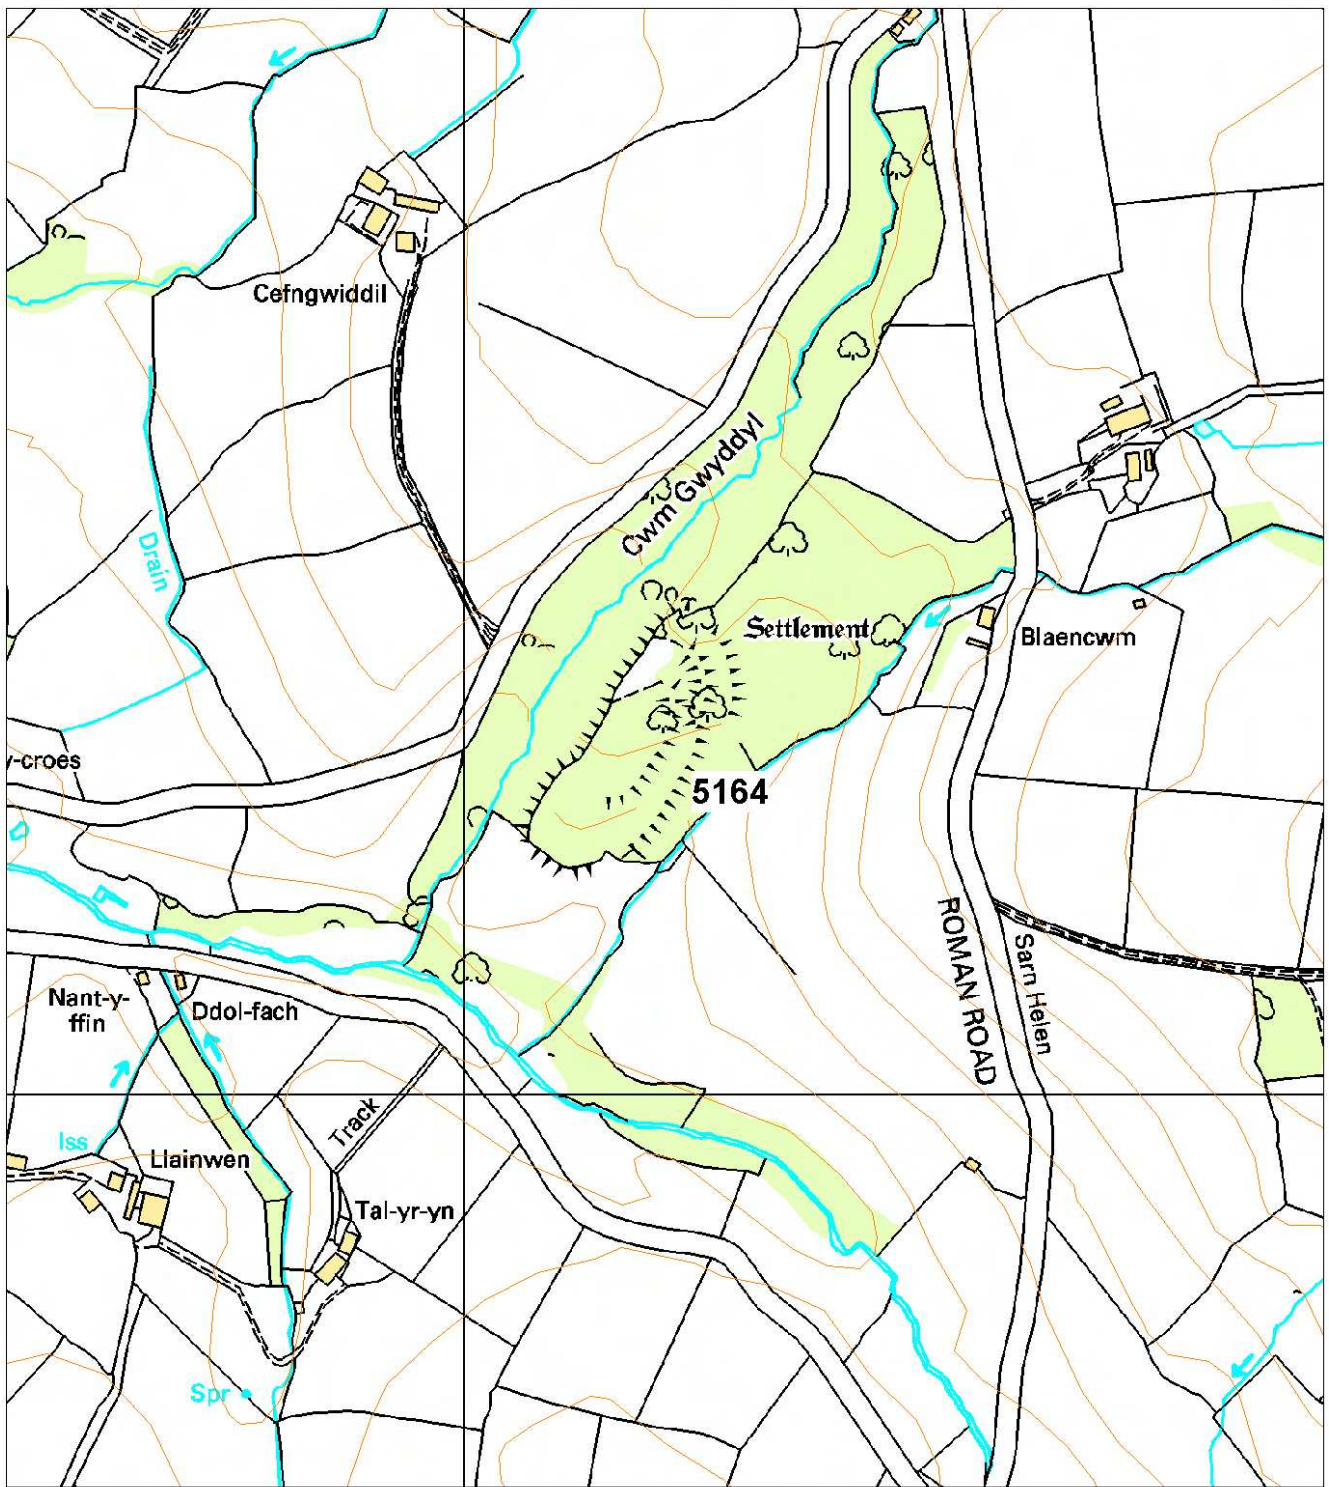 Cefngwiddil
Cwm Gwyddyl
Drain
Settlement
Blaencwm
y-croes
5164
ROMAN ROAD
Sarn Helen
Nant-y-
ffin
Ddol-fach
Track
Iss
Llainwen
Tal-yr-yn
Spr